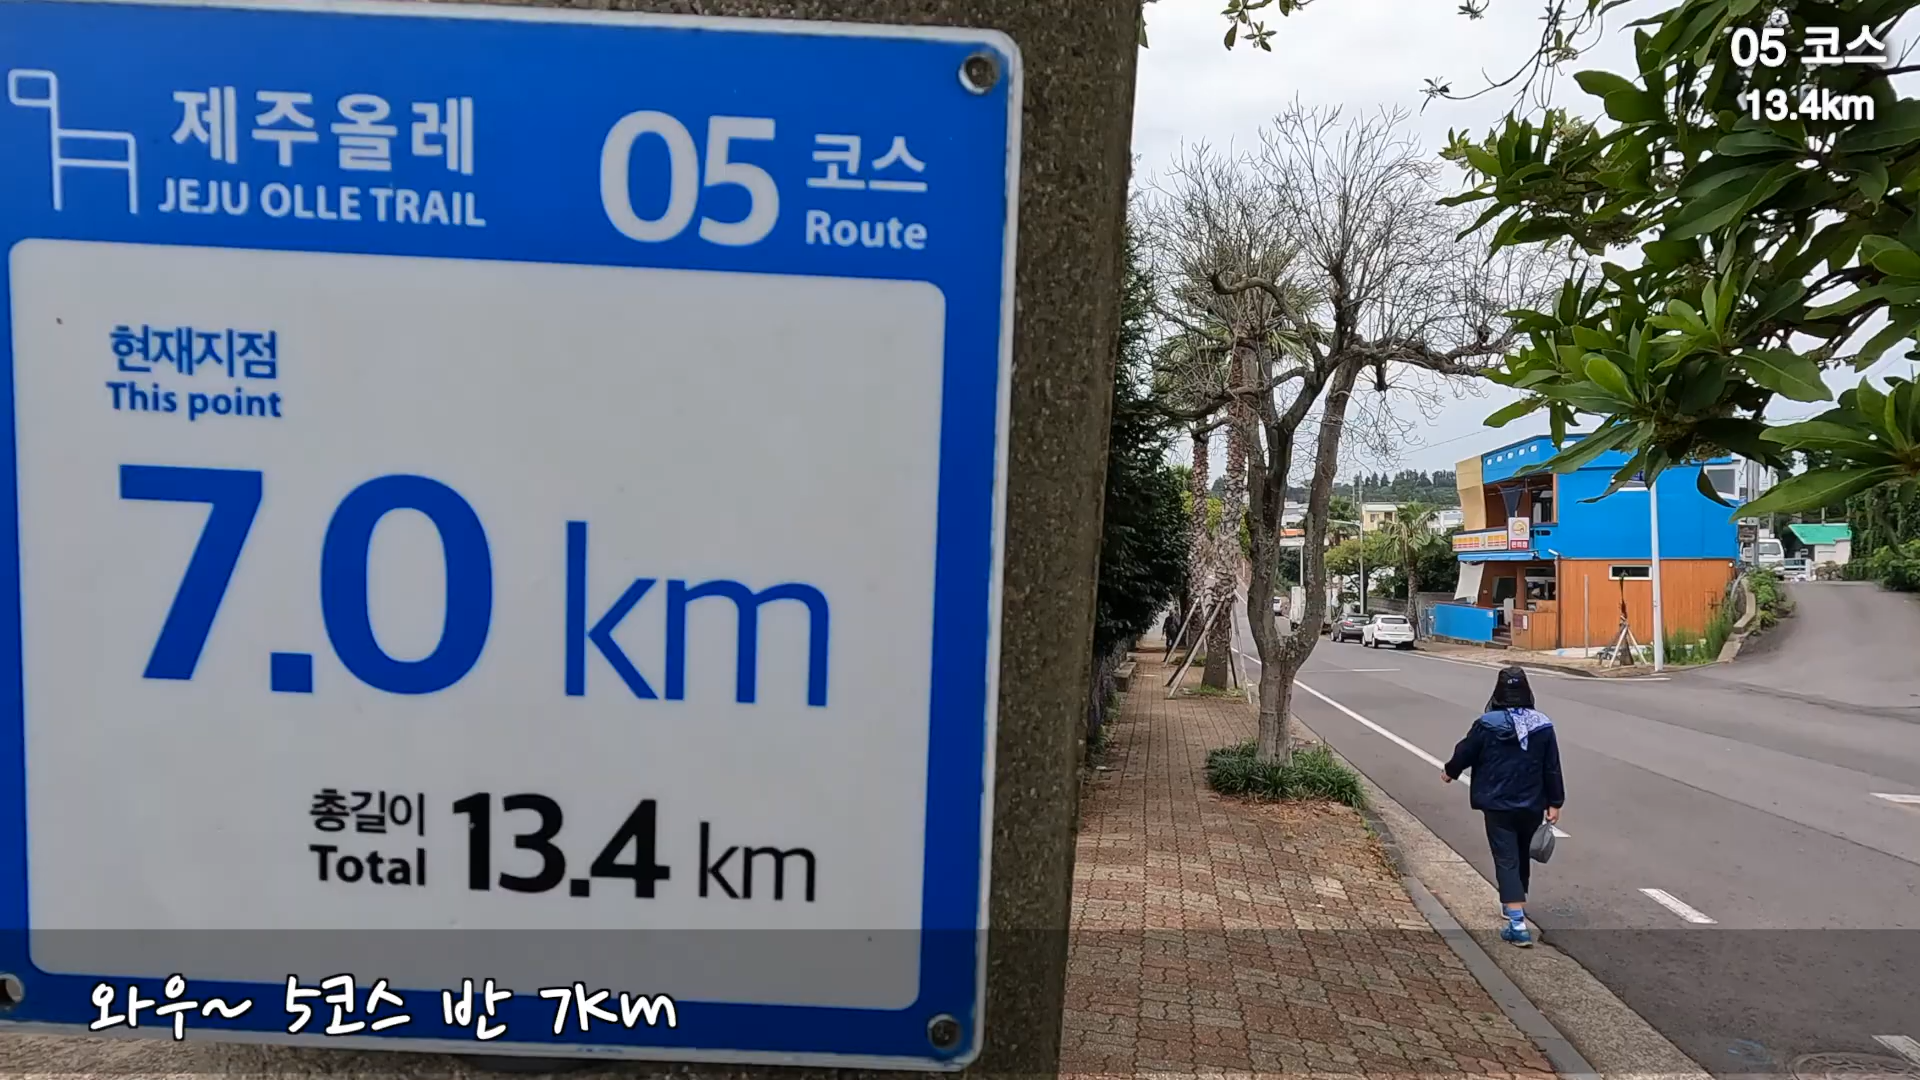 제주올레
JEJU OLLE TRAIL
05 코스
Route
현재지점
This point
7.0 km
총길이
Total 13.4 km
05 코스
13.4km
와우~ 5코스 반 7km